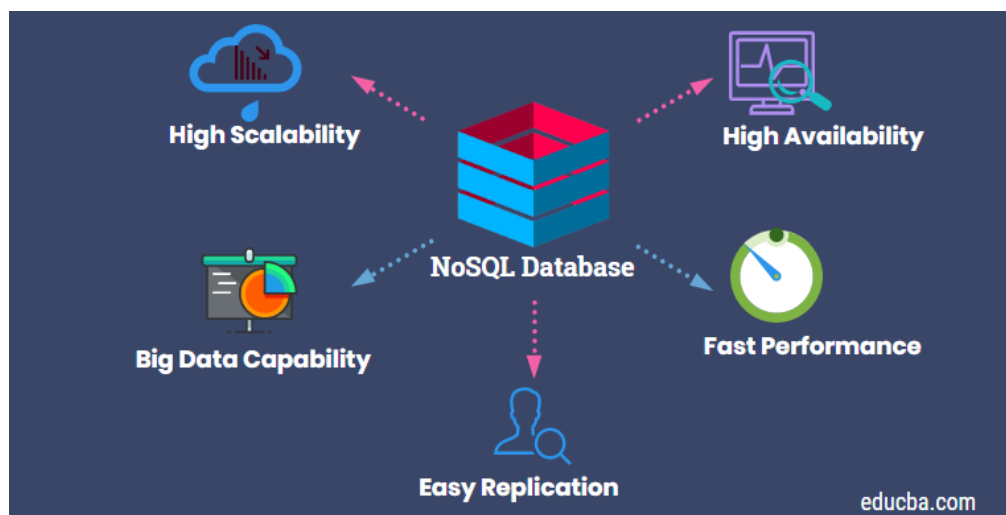 High Scalability
High Availability
NoSQL Database
Big Data Capability
Fast Performance
Easy Replication
educba.com